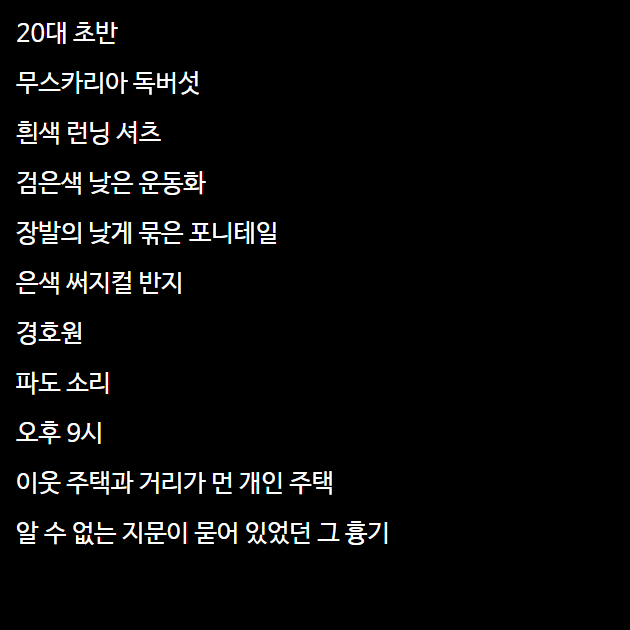 20대 초반
무스카리아 독버섯
흰색 런닝 셔츠
검은색 낮은 운동화
장발의 낮게 묶은 포니테일
은색 써지컬 반지
경호원
파도 소리
오후 9시
이웃 주택과 거리가 먼 개인 주택
알 수 없는 지문이 묻어 있었던 그 흉기